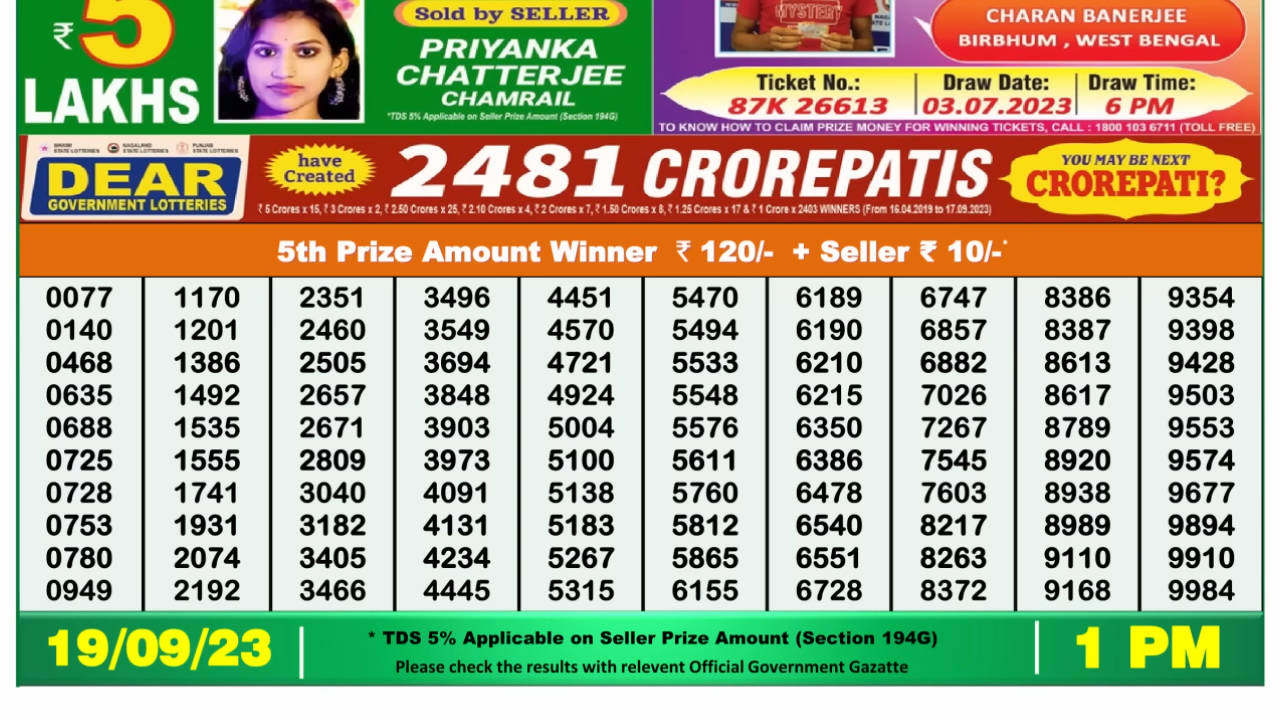 ₹ 5
LAKHS
Sold by SELLER
PRIYANKA
CHATTERJEE
CHAMRAIL
*TDS 5% Applicable on Seller Prize Amount (Section 194G)
MYSTERY
CHARAN BANERJEE
BIRBHUM , WEST BENGAL
Ticket No.: Draw Date: Draw Time:
87K 26613 03.07.2023 6 PM
TO KNOW HOW TO CLAIM PRIZE MONEY FOR WINNING TICKETS, CALL : 1800 103 6711 (TOLL FREE)
SIKKIM STATE LOTTERIES NAGALAND STATE LOTTERIES PUNJAB STATE LOTTERIES
DEAR
GOVERNMENT LOTTERIES
have
Created
2481 CROREPATIS
₹ 5 Crores x 15, ₹ 3 Crores x 2, ₹ 2.50 Crores x 25, ₹ 2.10 Crores x 4, ₹ 2 Crores x 7, ₹ 1.50 Crores x 8, ₹ 1.25 Crores x 17 & ₹ 1 Crore x 2403 WINNERS (From 16.04.2019 to 17.09.2023)
YOU MAY BE NEXT
CROREPATI?
5th Prize Amount Winner ₹ 120/- + Seller ₹ 10/-*
0077 1170 2351 3496 4451 5470 6189 6747 8386 9354
0140 1201 2460 3549 4570 5494 6190 6857 8387 9398
0468 1386 2505 3694 4721 5533 6210 6882 8613 9428
0635 1492 2657 3848 4924 5548 6215 7026 8617 9503
0688 1535 2671 3903 5004 5576 6350 7267 8789 9553
0725 1555 2809 3973 5100 5611 6386 7545 8920 9574
0728 1741 3040 4091 5138 5760 6478 7603 8938 9677
0753 1931 3182 4131 5183 5812 6540 8217 8989 9894
0780 2074 3405 4234 5267 5865 6551 8263 9110 9910
0949 2192 3466 4445 5315 6155 6728 8372 9168 9984
19/09/23
* TDS 5% Applicable on Seller Prize Amount (Section 194G)
Please check the results with relevent Official Government Gazatte
1 PM